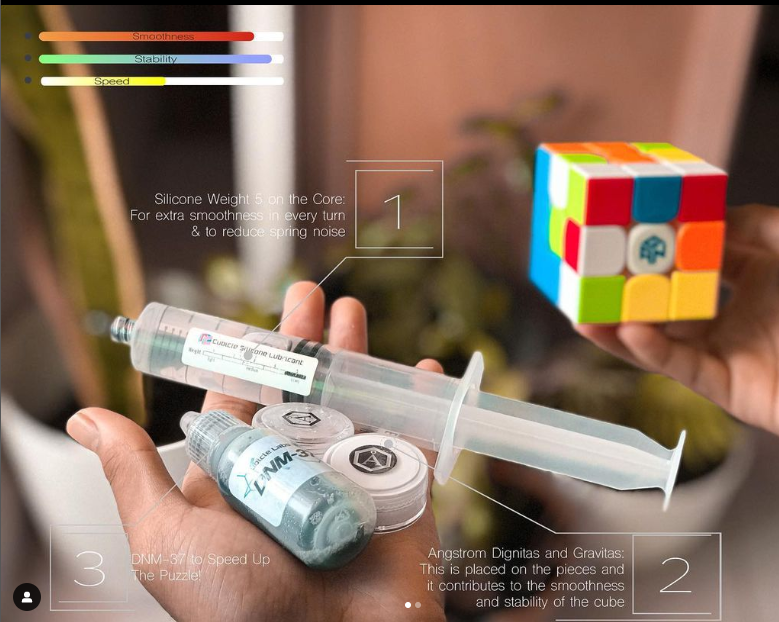 Smoothness
Stability
Speed
Silicone Weight 5 on the Core:
For extra smoothness in every turn
& to reduce spring noise
1
Cubicle Silicone Lubricant
DNM-3
3
DNM-37 to Speed Up
The Puzzle!
Angstrom Dignitas and Gravitas:
This is placed on the pieces and
it contributes to the smoothness
and stability of the cube
2